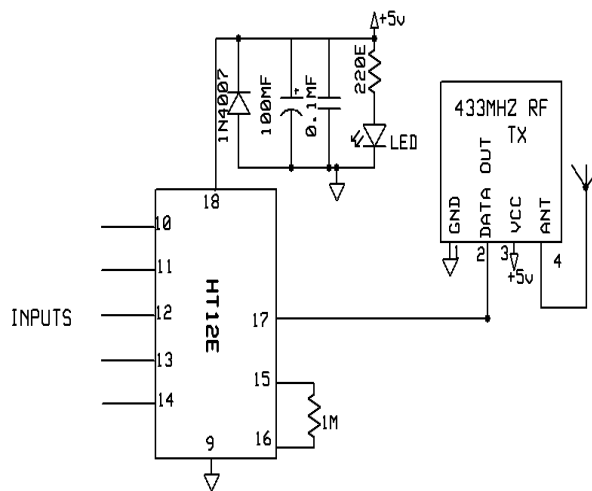 +5v
1N4007
100MF
+
0.1MF
220E
LED
433MHZ RF
TX
GND
DATA OUT
VCC
ANT
1
2
3
4
+5v
18
10
11
12
13
14
INPUTS
HT12E
17
15
16
1M
9